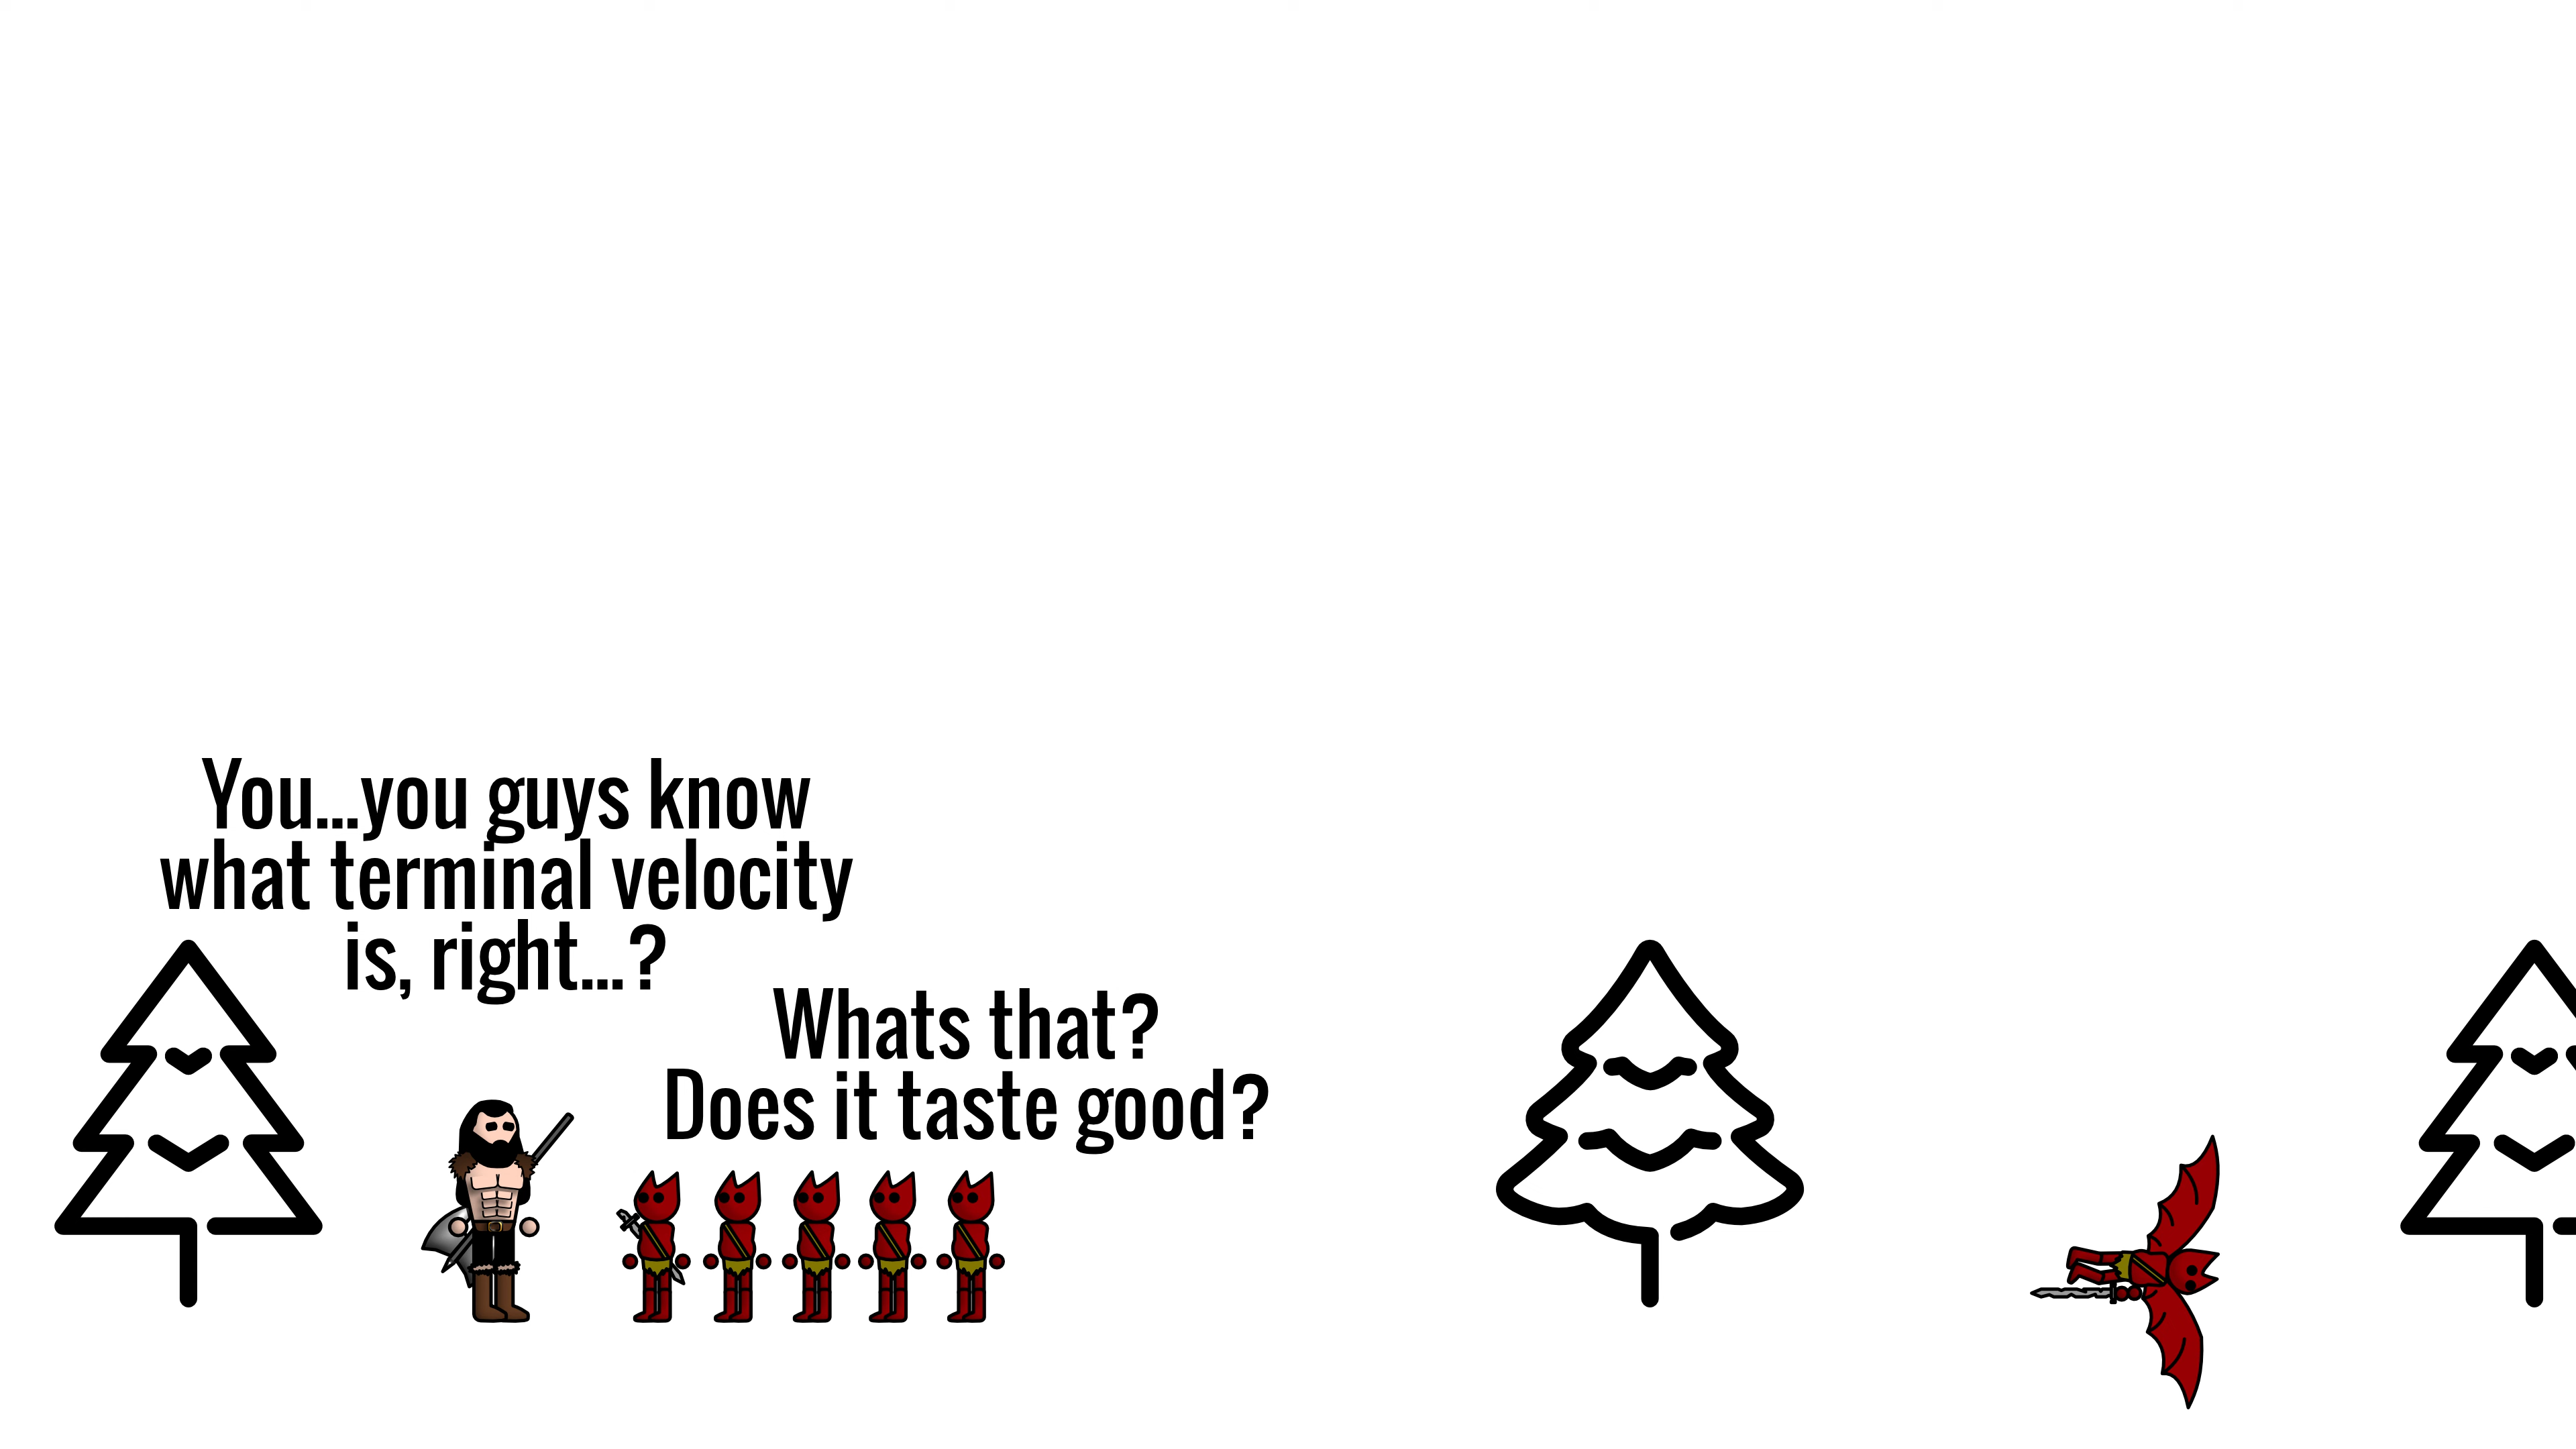 You...you guys know
what terminal velocity
is, right...?
Whats that?
Does it taste good?